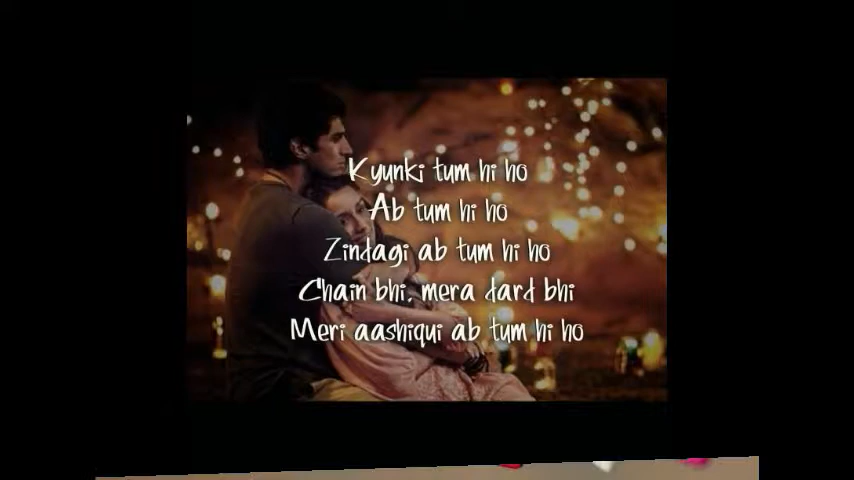 Kyunki tum hi ho
Ab tum hi ho
Zindagi ab tum hi ho
Chain bhi, mera dard bhi
Meri aashiqui ab tum hi ho